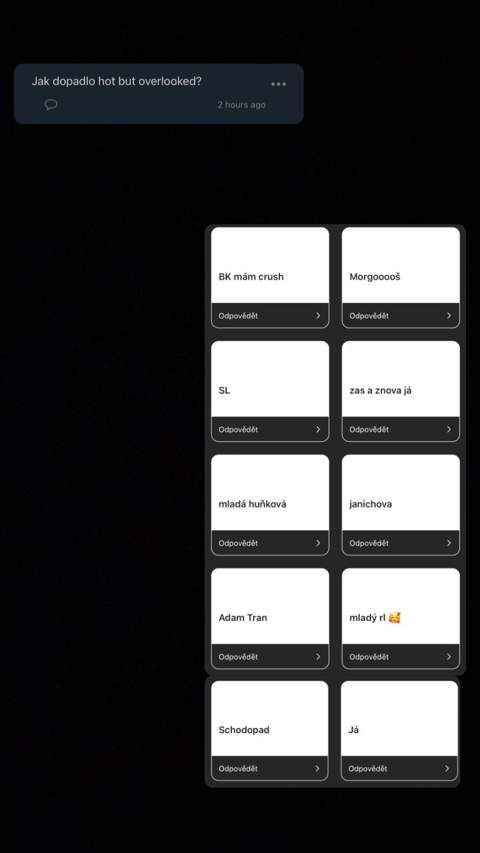 Jak dopadlo hot but overlooked?
2 hours ago
BK mám crush
Odpovědět
Morgooooš
Odpovědět
SL
Odpovědět
zas a znova já
Odpovědět
mladá huňková
Odpovědět
janichova
Odpovědět
Adam Tran
Odpovědět
mladý rl 🥰
Odpovědět
Schodopad
Odpovědět
Já
Odpovědět